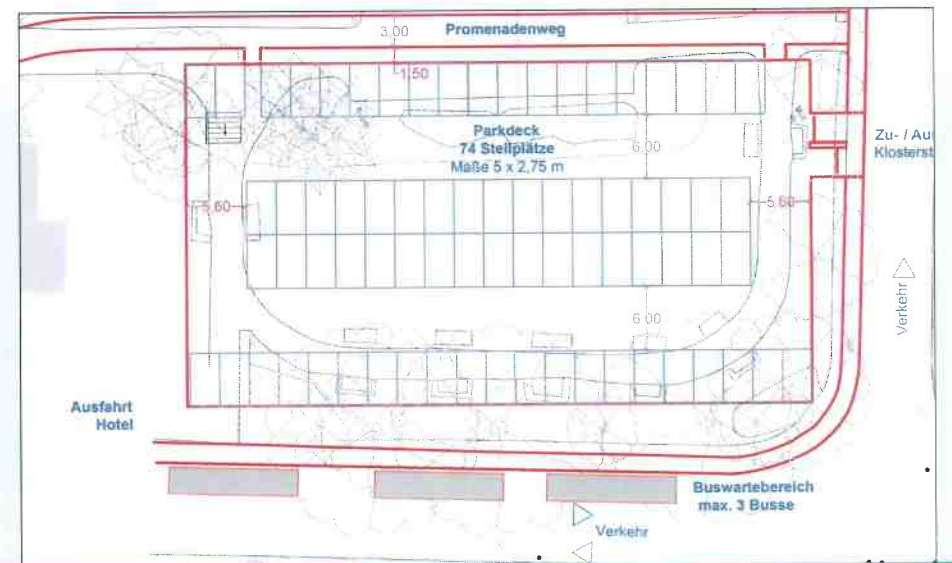 3,00
Promenadenweg
1,50
Parkdeck
74 Stellplätze
Maße 5 x 2,75 m
6,00
Zu- / Au
Klosterst
5,60
5,60
Verkehr
6,00
Ausfahrt
Hotel
Buswartebereich
max. 3 Busse
Verkehr